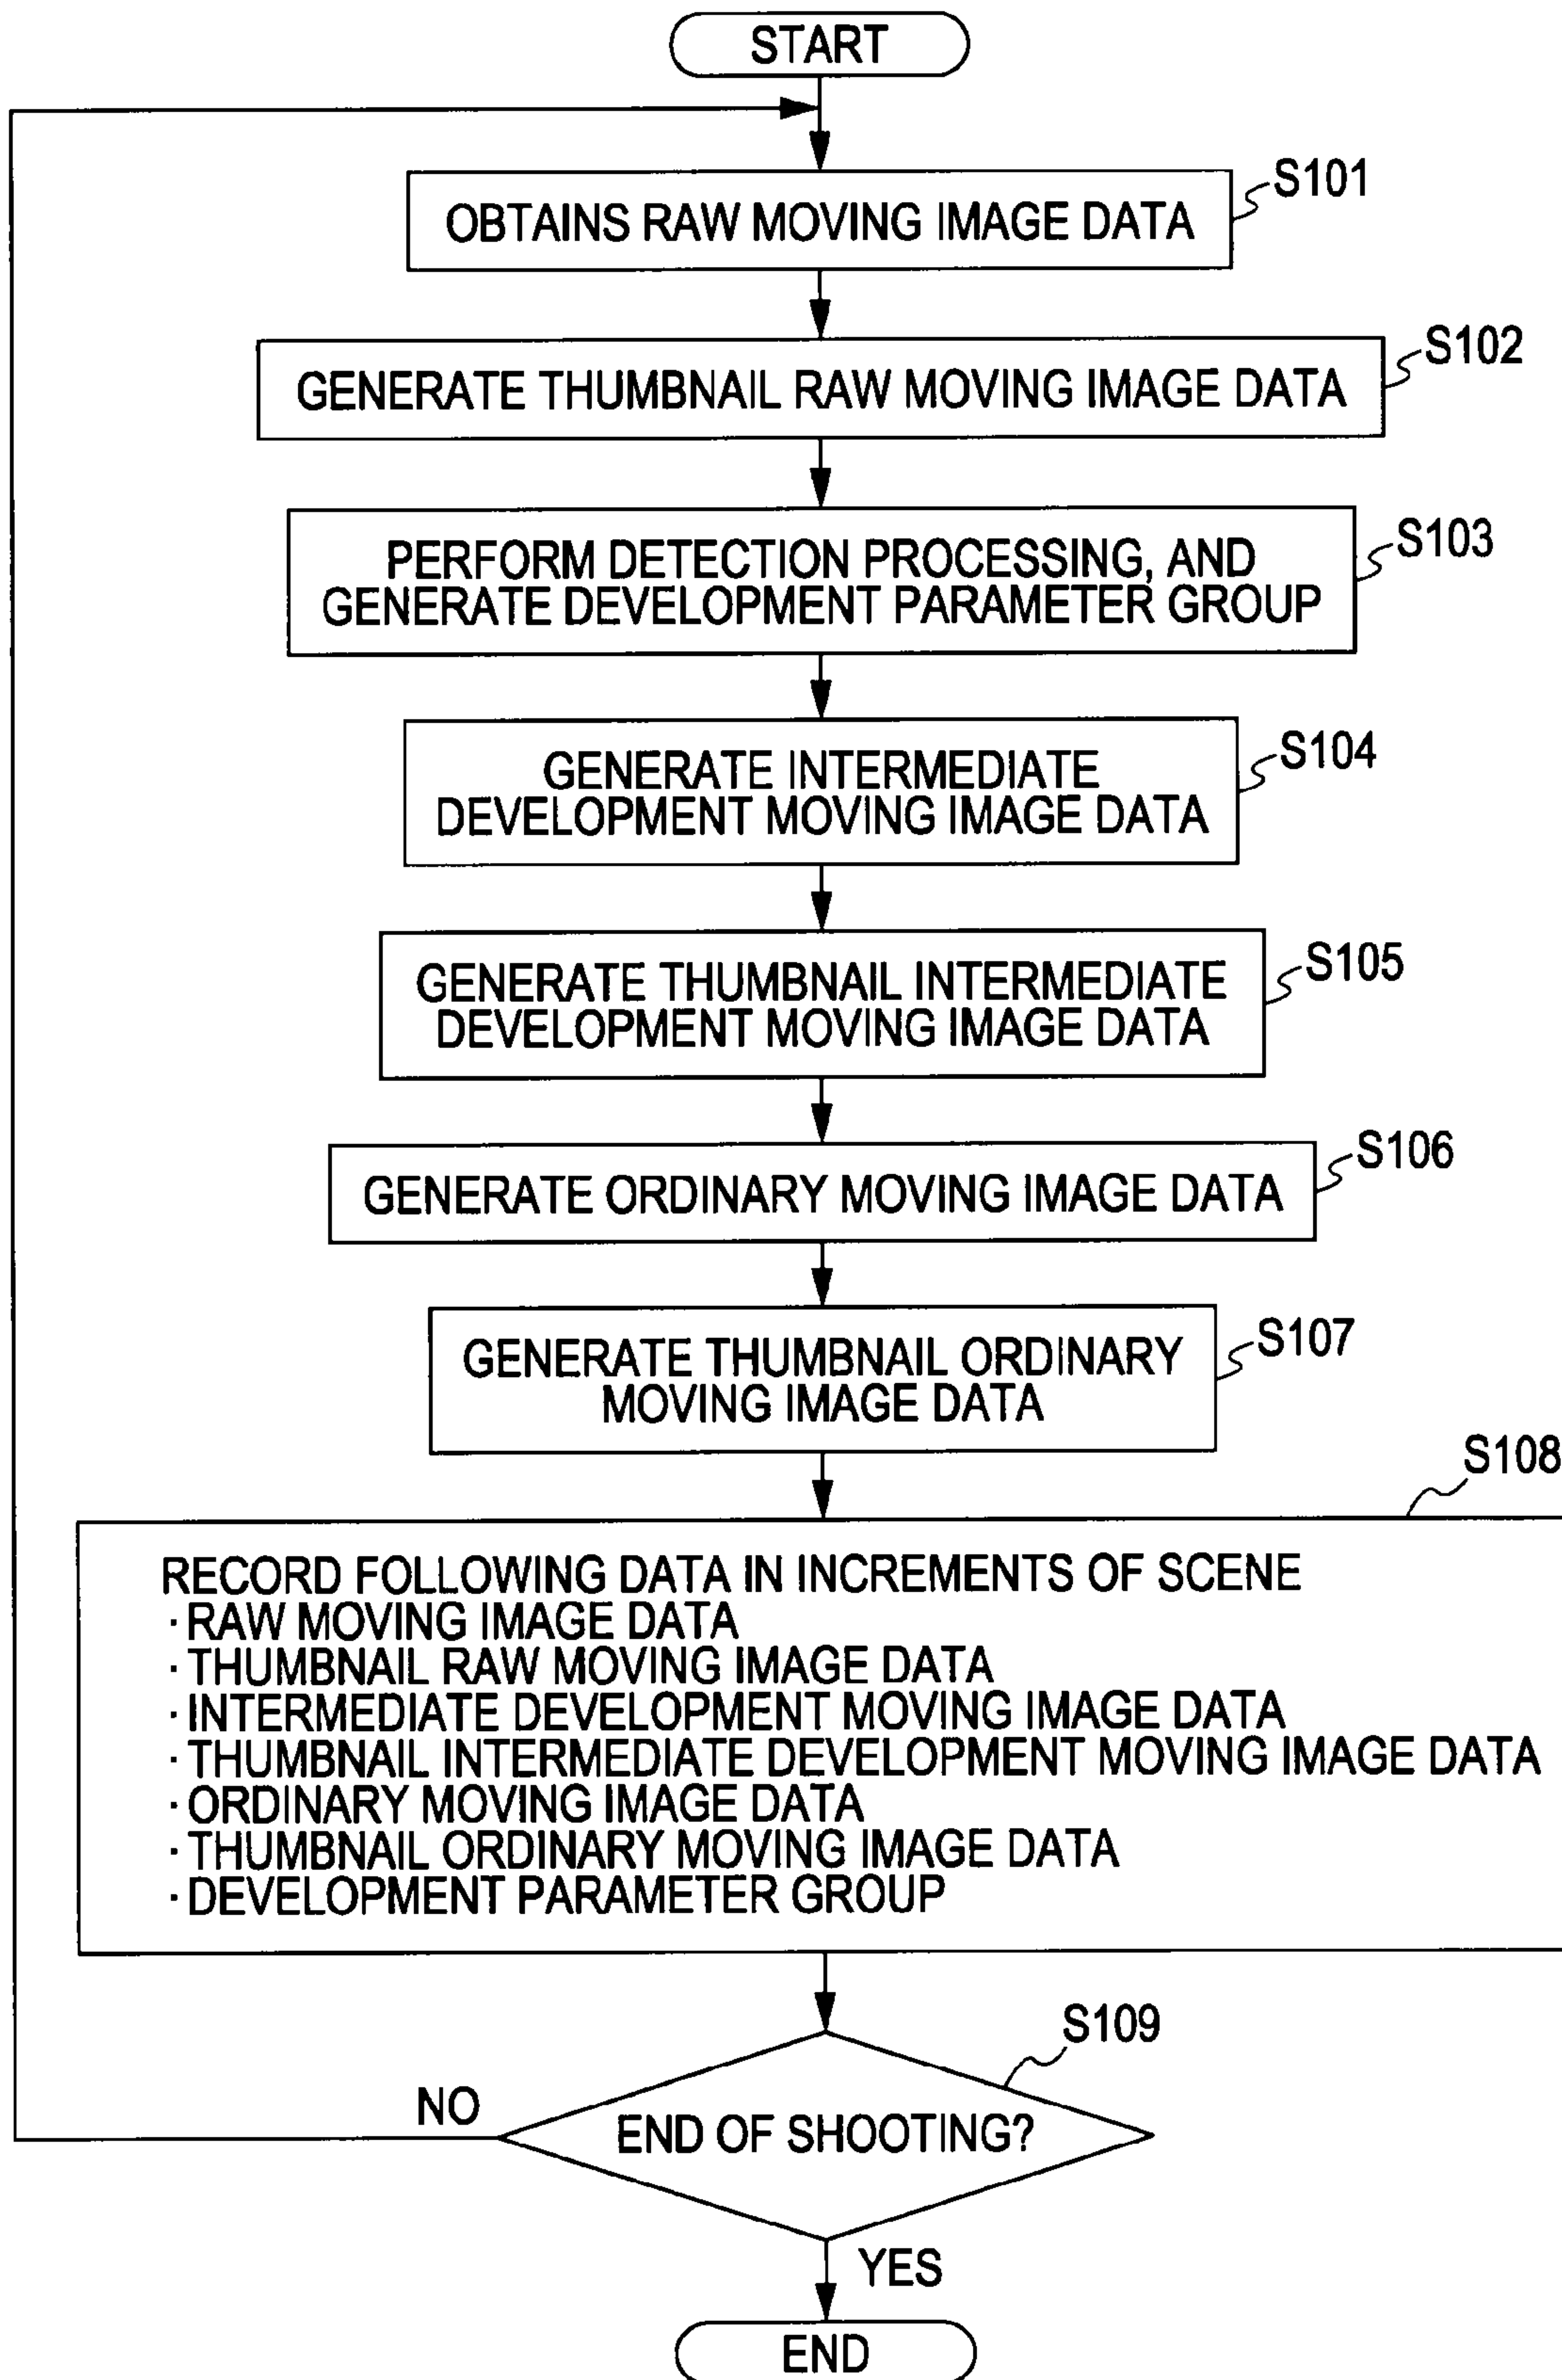 START
S101
OBTAINS RAW MOVING IMAGE DATA
S102
GENERATE THUMBNAIL RAW MOVING IMAGE DATA
S103
PERFORM DETECTION PROCESSING, AND
GENERATE DEVELOPMENT PARAMETER GROUP
S104
GENERATE INTERMEDIATE
DEVELOPMENT MOVING IMAGE DATA
S105
GENERATE THUMBNAIL INTERMEDIATE
DEVELOPMENT MOVING IMAGE DATA
S106
GENERATE ORDINARY MOVING IMAGE DATA
S107
GENERATE THUMBNAIL ORDINARY
MOVING IMAGE DATA
S108
RECORD FOLLOWING DATA IN INCREMENTS OF SCENE
· RAW MOVING IMAGE DATA
· THUMBNAIL RAW MOVING IMAGE DATA
· INTERMEDIATE DEVELOPMENT MOVING IMAGE DATA
· THUMBNAIL INTERMEDIATE DEVELOPMENT MOVING IMAGE DATA
· ORDINARY MOVING IMAGE DATA
· THUMBNAIL ORDINARY MOVING IMAGE DATA
· DEVELOPMENT PARAMETER GROUP
S109
NO
END OF SHOOTING?
YES
END